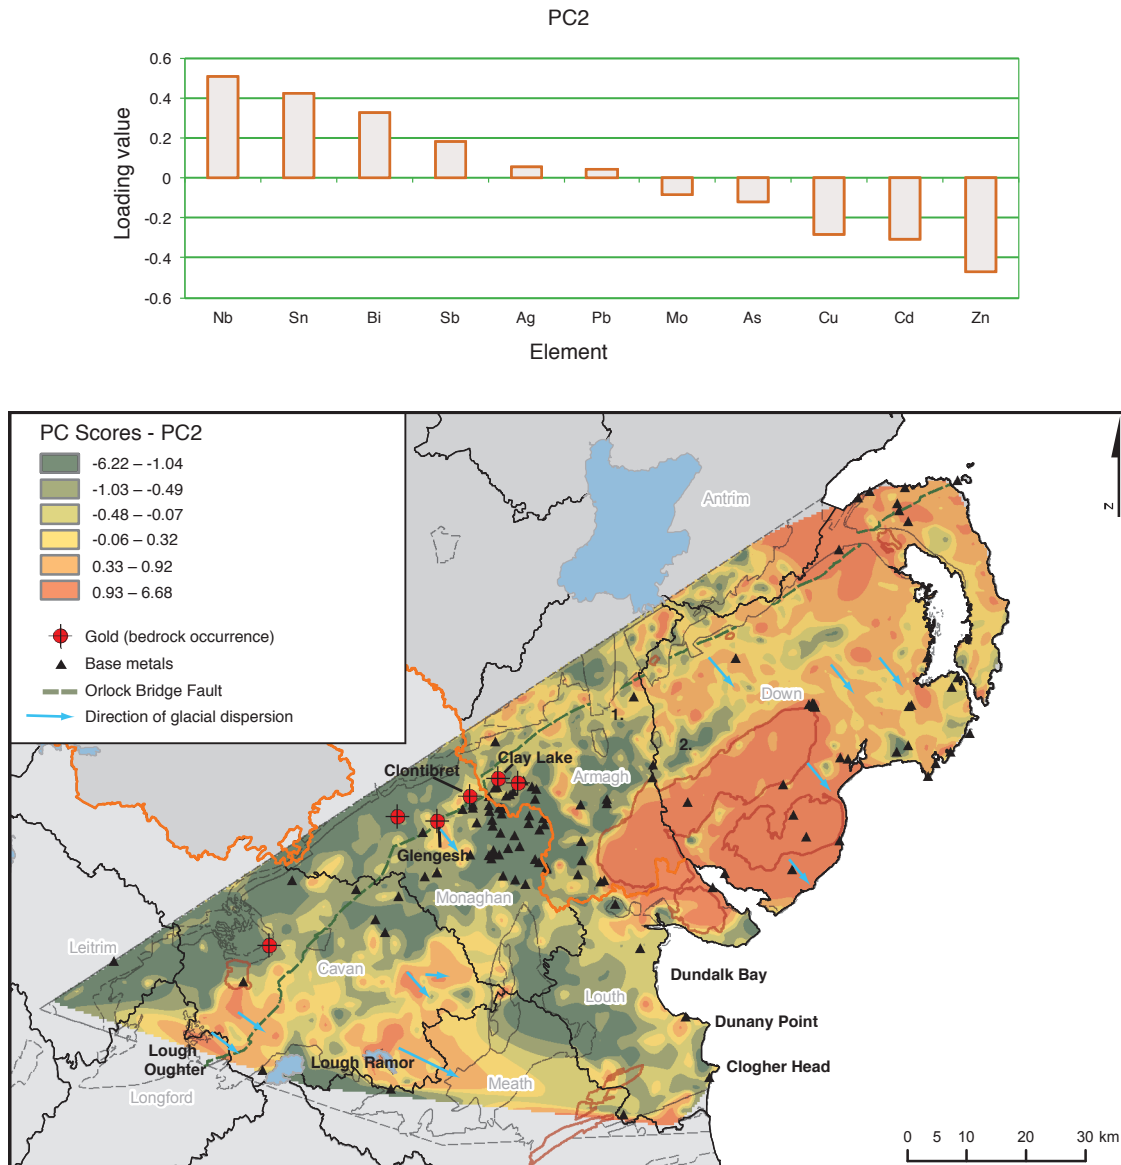 PC2
0.6
0.4
0.2
0
-0.2
-0.4
-0.6
Loading value
Nb Sn Bi Sb Ag Pb Mo As Cu Cd Zn
Element
PC Scores - PC2
-6.22 – -1.04
-1.03 – -0.49
-0.48 – -0.07
-0.06 – 0.32
0.33 – 0.92
0.93 – 6.68
Gold (bedrock occurrence)
Base metals
Orlock Bridge Fault
Direction of glacial dispersion
N
Antrim
Down
1.
2.
Clay Lake
Clontibret
Armagh
Glengesh
Monaghan
Leitrim
Cavan
Dundalk Bay
Louth
Dunany Point
Lough
Oughter
Lough Ramor
Clogher Head
Meath
Longford
0 5 10 20 30 km